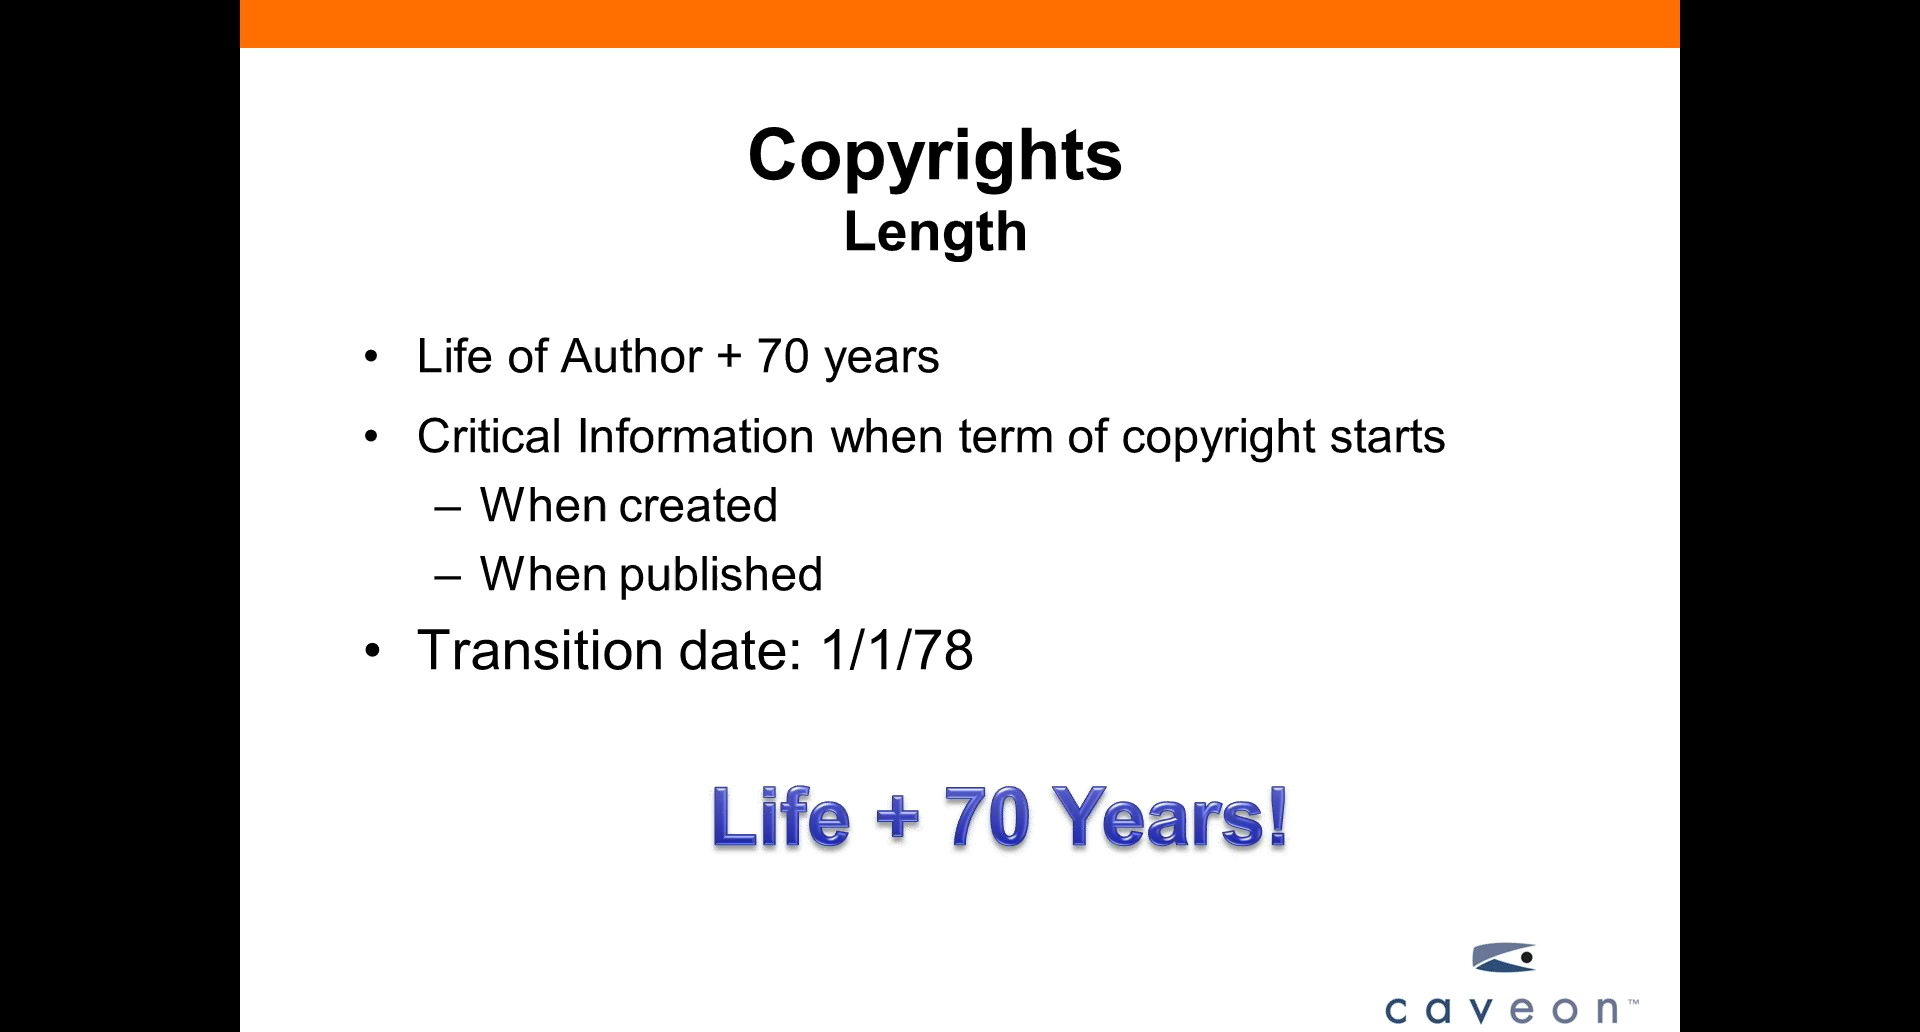 Copyrights
Length
• Life of Author + 70 years
• Critical Information when term of copyright starts
– When created
– When published
• Transition date: 1/1/78
Life + 70 Years!
caveon™